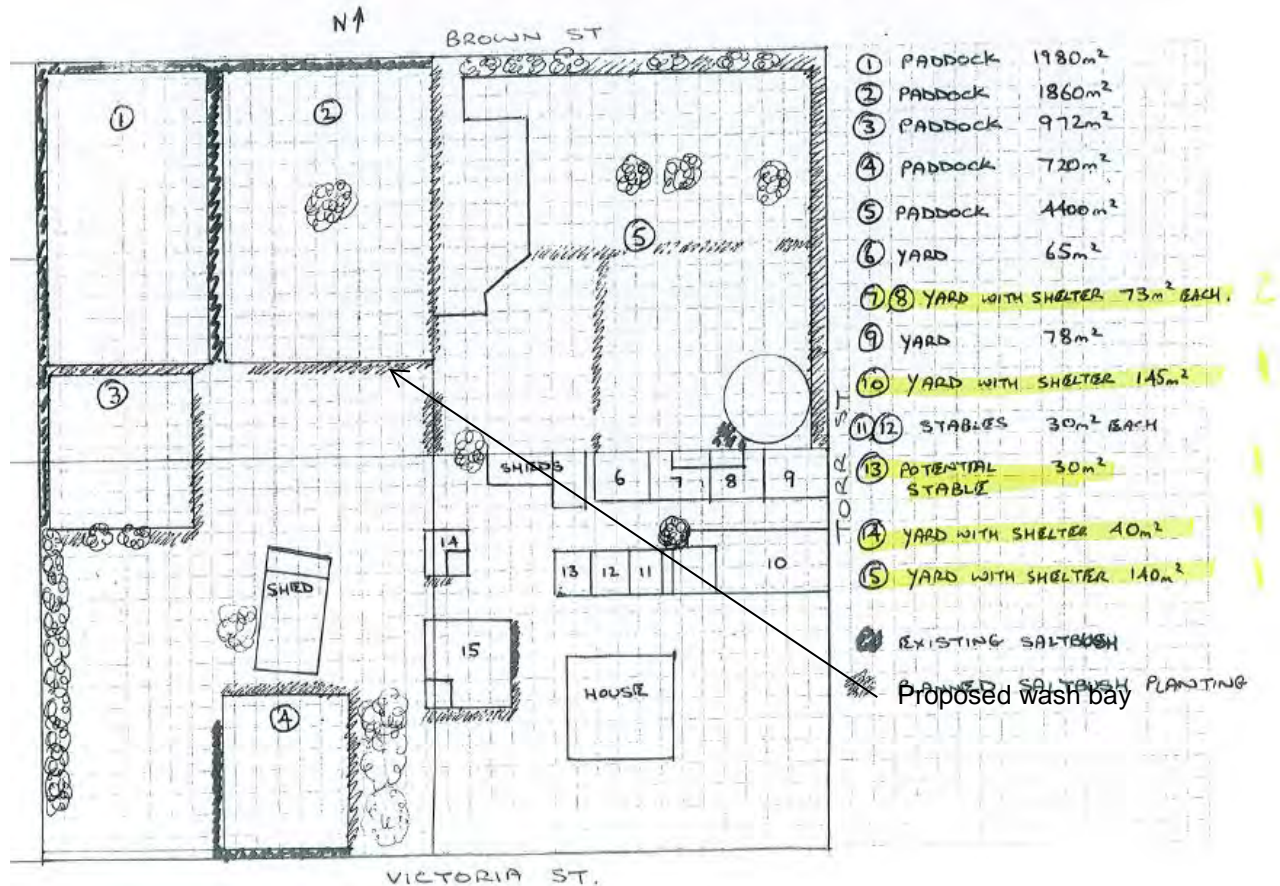 N↑
BROWN ST
1
2
3
5
SHEDS
6
7
8
9
14
13
12
11
10
SHED
15
HOUSE
4
TORR ST
VICTORIA ST.
① PADDOCK 1980m²
② PADDOCK 1860m²
③ PADDOCK 972m²
④ PADDOCK 720m²
⑤ PADDOCK 4400m²
⑥ YARD 65m²
⑦⑧ YARD WITH SHELTER 73m² EACH.
⑨ YARD 78m²
⑩ YARD WITH SHELTER 145m²
⑪⑫ STABLES 30m² EACH
⑬ POTENTIAL 30m²
STABLE
⑭ YARD WITH SHELTER 40m²
⑮ YARD WITH SHELTER 140m²
EXISTING SALTBUSH
PLANNED SALTBUSH PLANTING
Proposed wash bay